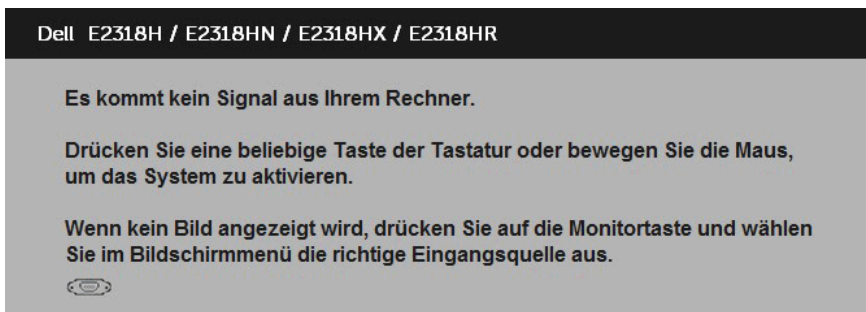 Dell E2318H / E2318HN / E2318HX / E2318HR
Es kommt kein Signal aus Ihrem Rechner.
Drücken Sie eine beliebige Taste der Tastatur oder bewegen Sie die Maus,
um das System zu aktivieren.
Wenn kein Bild angezeigt wird, drücken Sie auf die Monitortaste und wählen
Sie im Bildschirmmenü die richtige Eingangsquelle aus.